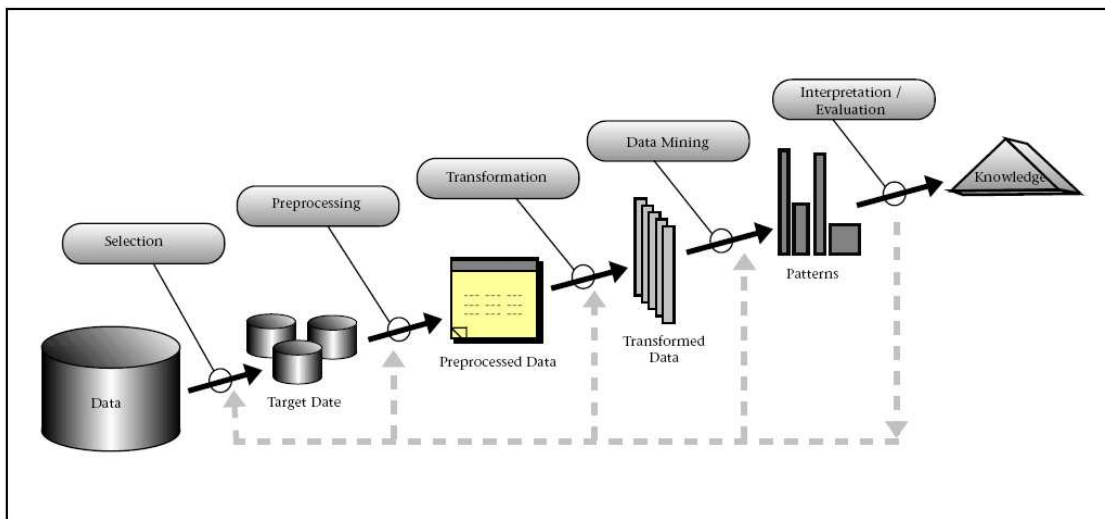 Interpretation /
Evaluation
Data Mining
Knowledge
Transformation
Preprocessing
Selection
Patterns
Transformed
Data
Preprocessed Data
Target Date
Data